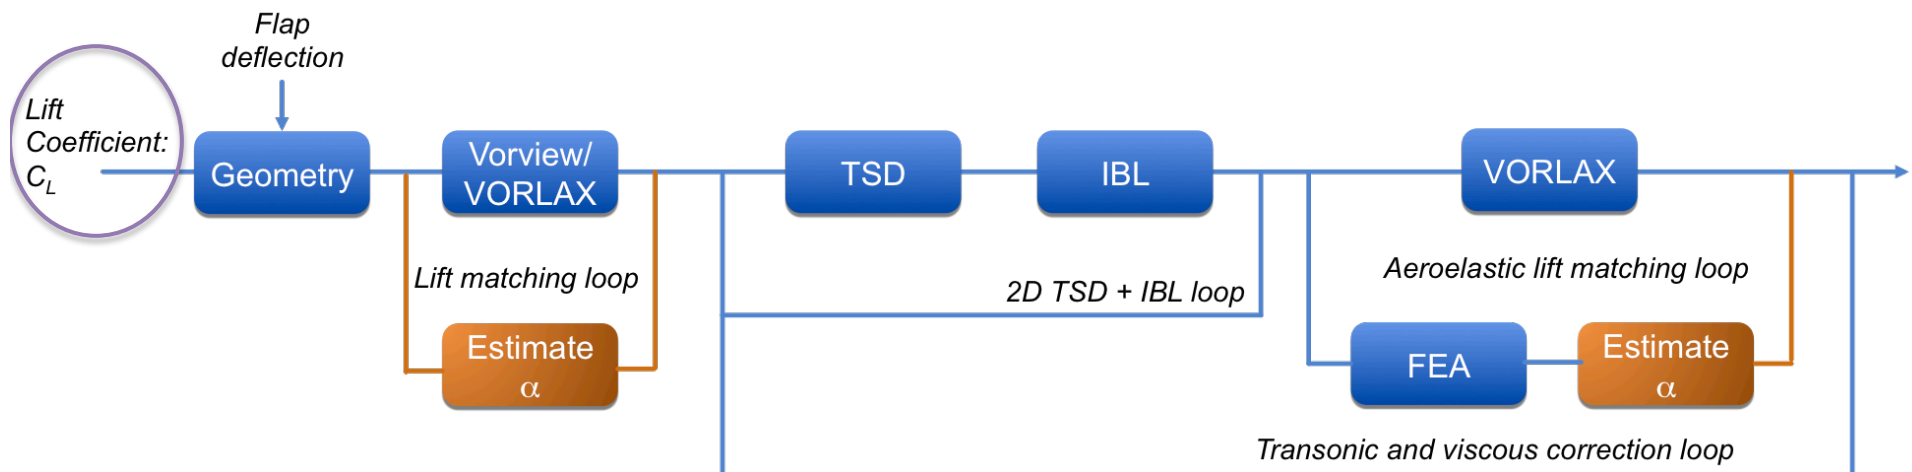 Flap
deflection
Lift
Coefficient:
CL
Geometry
Vorview/
VORLAX
TSD
IBL
VORLAX
Lift matching loop
2D TSD + IBL loop
Aeroelastic lift matching loop
Estimate
α
FEA
Estimate
α
Transonic and viscous correction loop